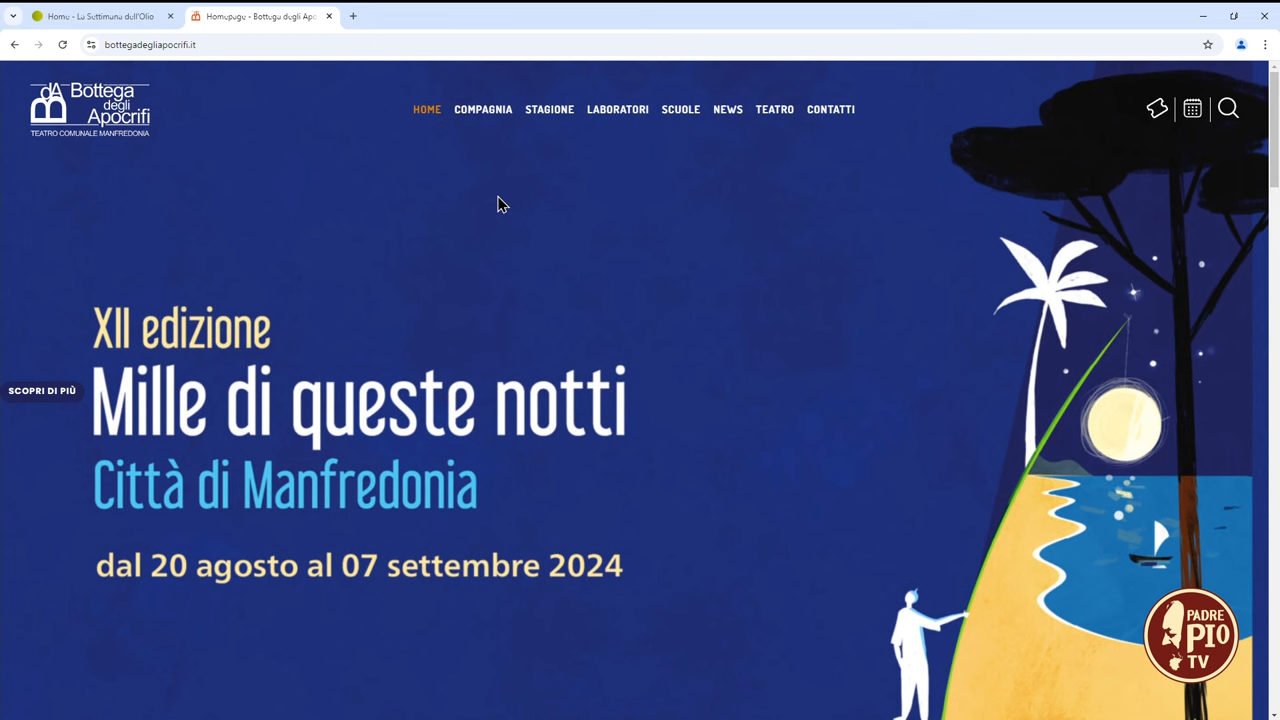 Home - La Settimana dell'Olio
Homepage - Bottega degli Apo
bottegadegliapocrifi.it
dA Bottega
degli
Apocrifi
TEATRO COMUNALE MANFREDONIA
HOME COMPAGNIA STAGIONE LABORATORI SCUOLE NEWS TEATRO CONTATTI
XII edizione
Mille di queste notti
SCOPRI DI PIÙ
Città di Manfredonia
dal 20 agosto al 07 settembre 2024
PADRE
PIO
TV